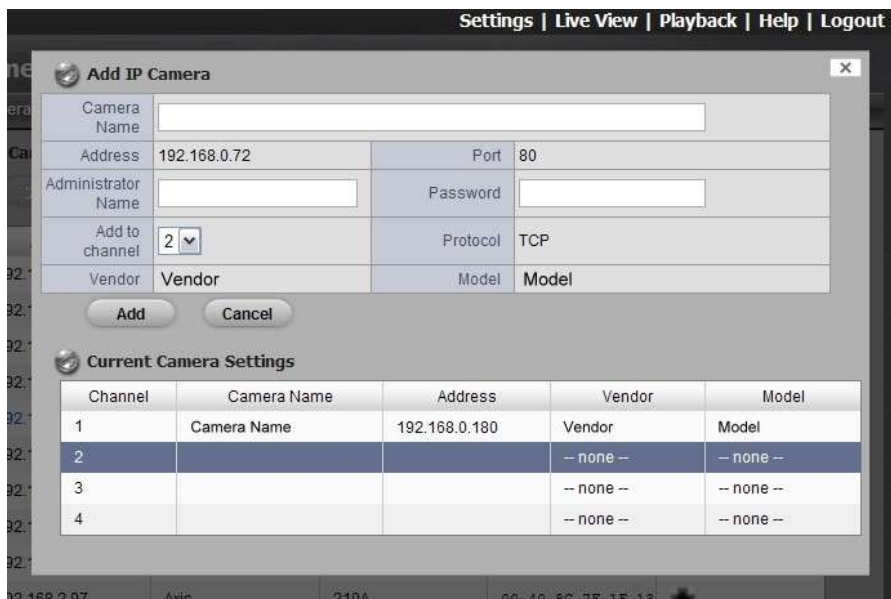 Settings | Live View | Playback | Help | Logout
Add IP Camera
Camera Name
Address 192.168.0.72 Port 80
Administrator Name Password
Add to channel 2 Protocol TCP
Vendor Vendor Model Model
Add Cancel
Current Camera Settings
Channel Camera Name Address Vendor Model
1 Camera Name 192.168.0.180 Vendor Model
2 -- none -- -- none --
3 -- none -- -- none --
4 -- none -- -- none --
Axis 210A